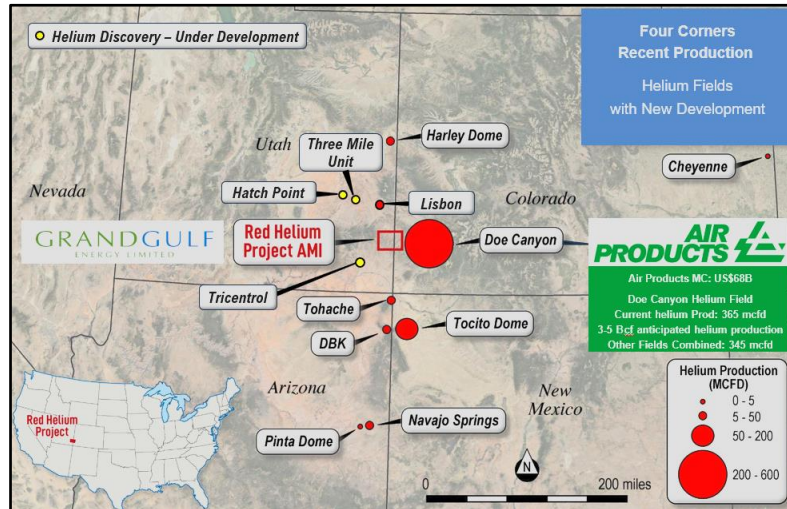 Helium Discovery – Under Development
Four Corners
Recent Production
Helium Fields
with New Development
Utah
Three Mile
Unit
Harley Dome
Cheyenne
Nevada
Hatch Point
Lisbon
Colorado
GRANDGULF
ENERGY LIMITED
Red Helium
Project AMI
Doe Canyon
AIR
PRODUCTS
Air Products MC: US$68B
Doe Canyon Helium Field
Current helium Prod: 365 mcfd
3-5 Bcf anticipated helium production
Other Fields Combined: 345 mcfd
Tricentrol
Tohache
DBK
Tocito Dome
Arizona
New
Mexico
Helium Production
(MCFD)
0 - 5
5 - 50
50 - 200
200 - 600
Red Helium
Project
Pinta Dome
Navajo Springs
N
0
200 miles